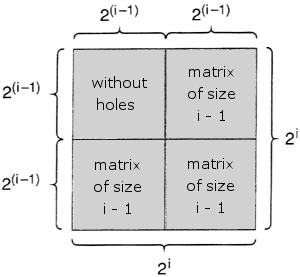 2^(i−1) 2^(i−1)
2^(i−1)
without
holes
matrix
of size
i - 1
2^i
2^(i−1)
matrix
of size
i - 1
matrix
of size
i - 1
2^i